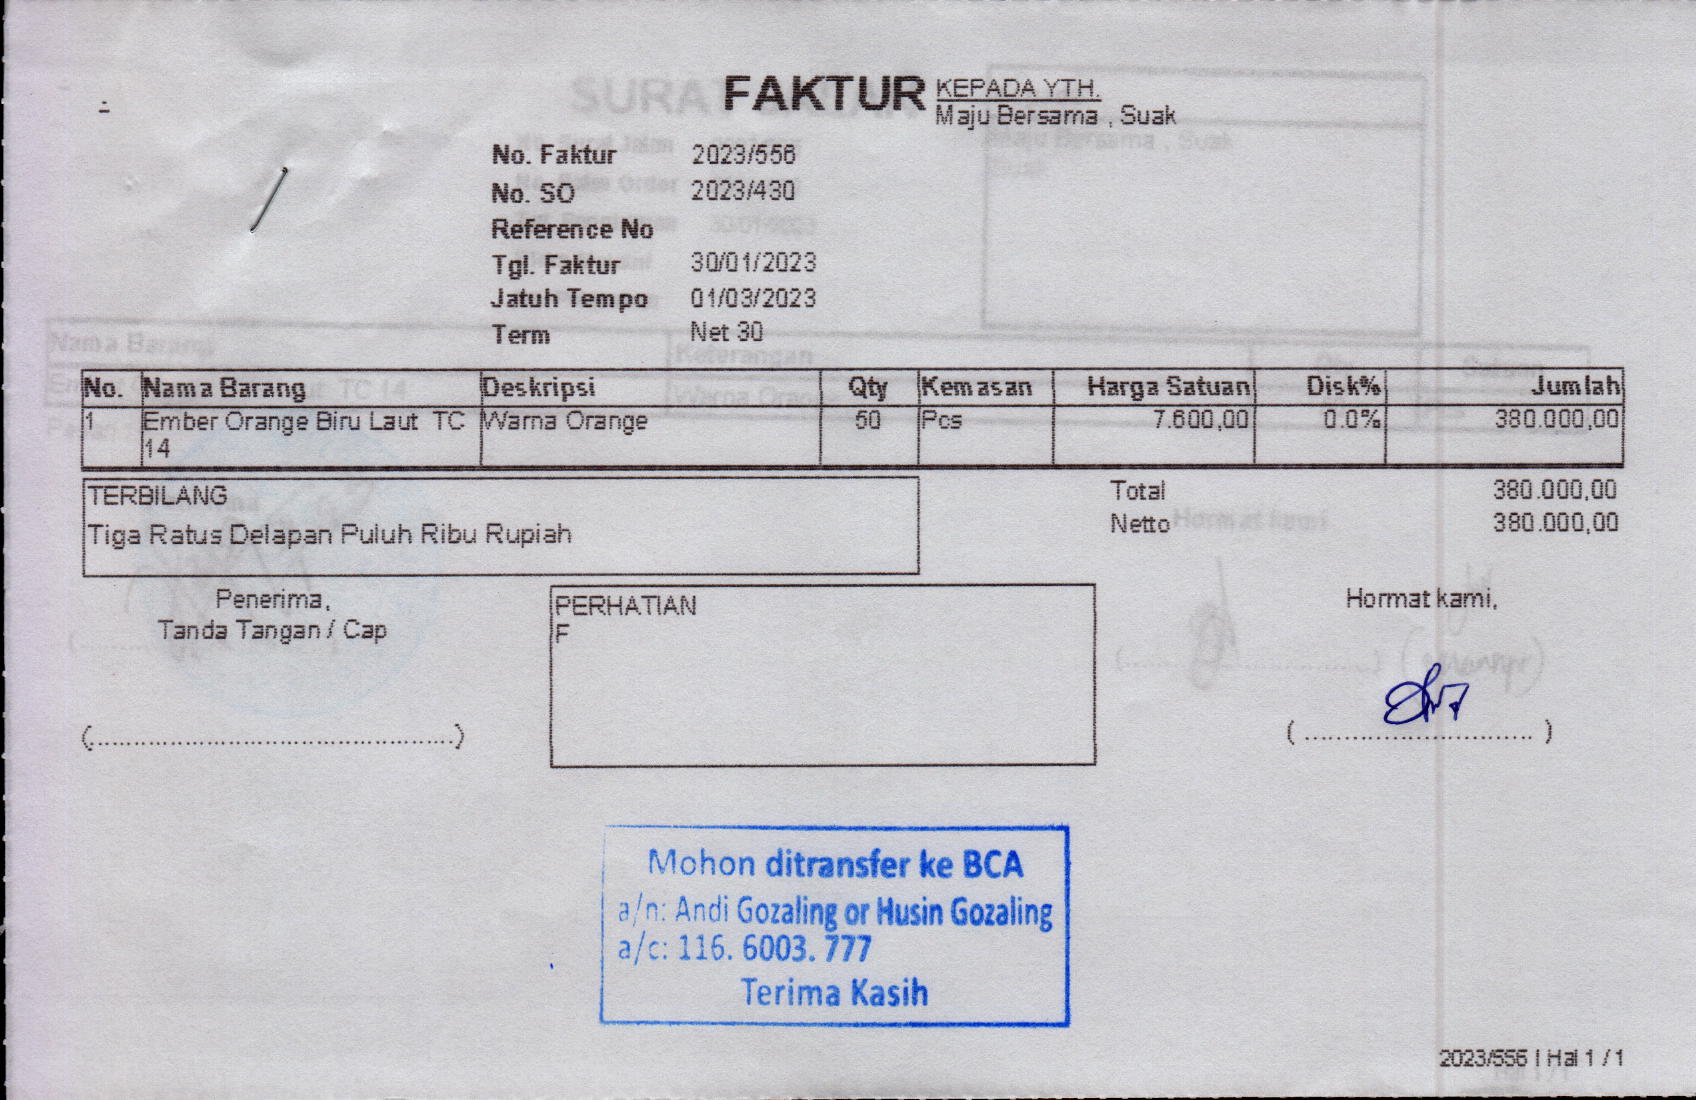 FAKTUR
KEPADA YTH.
Maju Bersama , Suak
No. Faktur 2023/556
No. SO 2023/430
Reference No
Tgl. Faktur 30/01/2023
Jatuh Tempo 01/03/2023
Term Net 30
No. Nama Barang Deskripsi Qty Kemasan Harga Satuan Disk% Jumlah
1 Ember Orange Biru Laut TC Warna Orange 50 Pcs 7.600,00 0.0% 380.000,00
14
TERBILANG
Tiga Ratus Delapan Puluh Ribu Rupiah
Total 380.000,00
Netto 380.000,00
Penerima,
Tanda Tangan / Cap
(................................................)
PERHATIAN
F
Hormat kami,
( ............................. )
Mohon ditransfer ke BCA
a/n: Andi Gozaling or Husin Gozaling
a/c: 116. 6003. 777
Terima Kasih
2023/556 | Hal 1 / 1